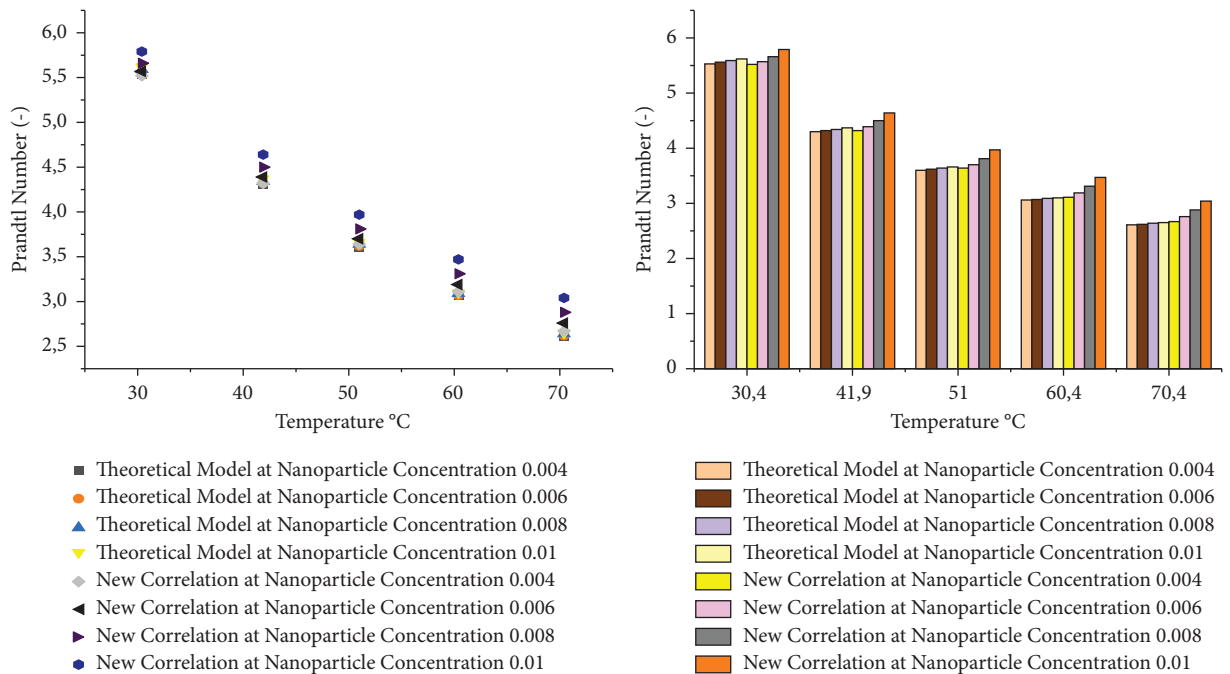 6,0
5,5
5,0
4,5
4,0
3,5
3,0
2,5
Prandtl Number (-)
30
40
50
60
70
Temperature °C
Theoretical Model at Nanoparticle Concentration 0.004
Theoretical Model at Nanoparticle Concentration 0.006
Theoretical Model at Nanoparticle Concentration 0.008
Theoretical Model at Nanoparticle Concentration 0.01
New Correlation at Nanoparticle Concentration 0.004
New Correlation at Nanoparticle Concentration 0.006
New Correlation at Nanoparticle Concentration 0.008
New Correlation at Nanoparticle Concentration 0.01
6
5
4
3
2
1
0
Prandtl Number (-)
30,4
41,9
51
60,4
70,4
Temperature °C
Theoretical Model at Nanoparticle Concentration 0.004
Theoretical Model at Nanoparticle Concentration 0.006
Theoretical Model at Nanoparticle Concentration 0.008
Theoretical Model at Nanoparticle Concentration 0.01
New Correlation at Nanoparticle Concentration 0.004
New Correlation at Nanoparticle Concentration 0.006
New Correlation at Nanoparticle Concentration 0.008
New Correlation at Nanoparticle Concentration 0.01